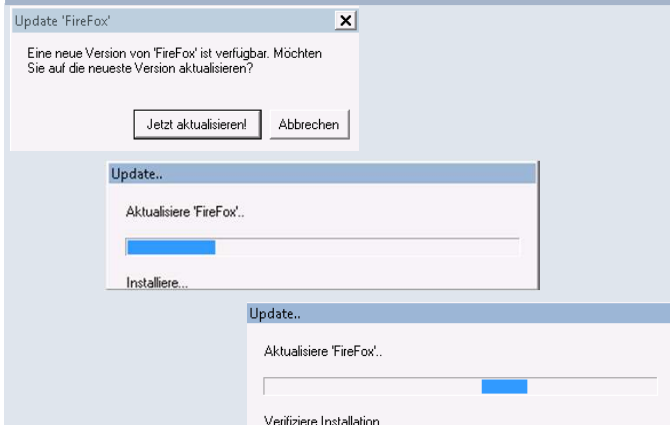 Update 'FireFox'
Eine neue Version von 'FireFox' ist verfügbar. Möchten
Sie auf die neueste Version aktualisieren?
Jetzt aktualisieren! Abbrechen
Update..
Aktualisiere 'FireFox'..
Installiere...
Update..
Aktualisiere 'FireFox'..
Verifiziere Installation